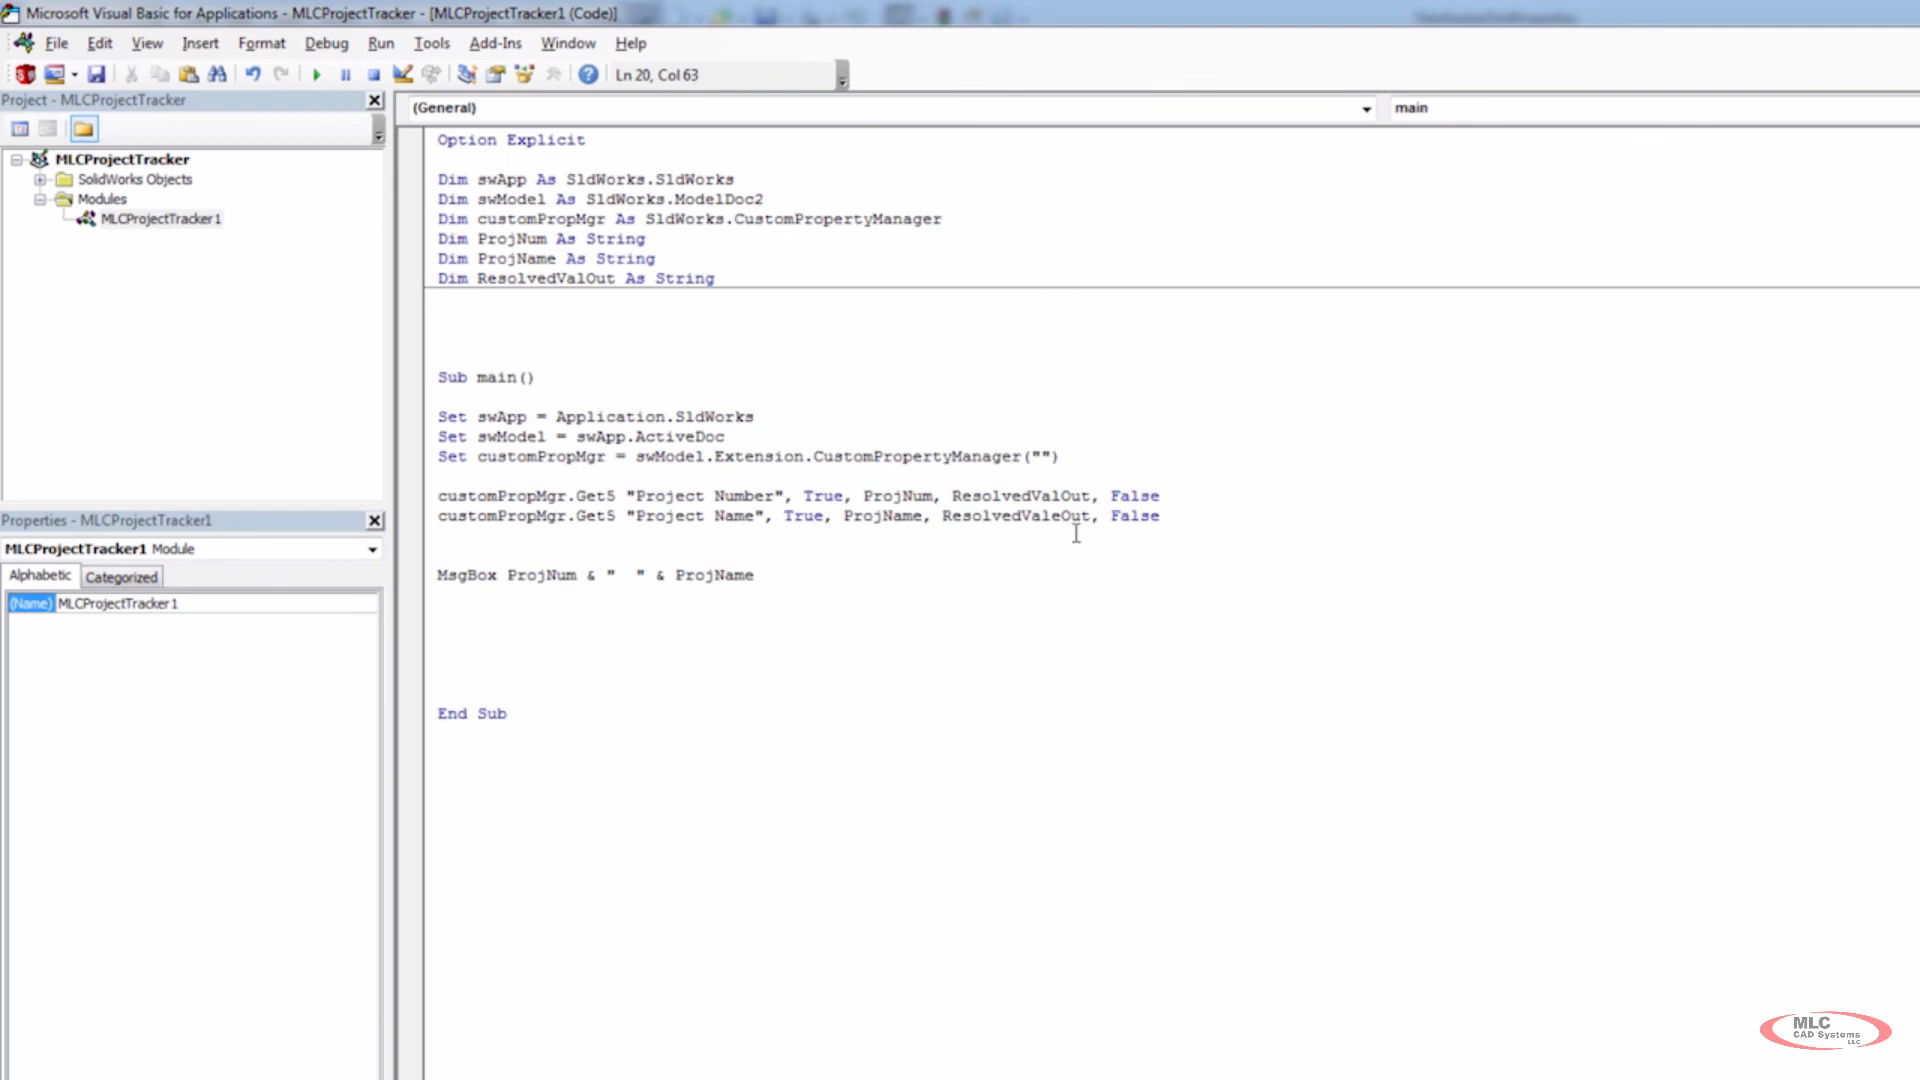 Microsoft Visual Basic for Applications - MLCProjectTracker - [MLCProjectTracker1 (Code)]
File Edit View Insert Format Debug Run Tools Add-Ins Window Help
Ln 20, Col 63
Project - MLCProjectTracker
(General)
main
MLCProjectTracker
SolidWorks Objects
Modules
MLCProjectTracker1
Option Explicit
Dim swApp As SldWorks.SldWorks
Dim swModel As SldWorks.ModelDoc2
Dim customPropMgr As SldWorks.CustomPropertyManager
Dim ProjNum As String
Dim ProjName As String
Dim ResolvedValOut As String
Sub main()
Set swApp = Application.SldWorks
Set swModel = swApp.ActiveDoc
Set customPropMgr = swModel.Extension.CustomPropertyManager("")
customPropMgr.Get5 "Project Number", True, ProjNum, ResolvedValOut, False
customPropMgr.Get5 "Project Name", True, ProjName, ResolvedValeOut, False
MsgBox ProjNum & "  " & ProjName
End Sub
Properties - MLCProjectTracker1
MLCProjectTracker1 Module
Alphabetic Categorized
(Name) MLCProjectTracker1
MLC
CAD Systems
LLC